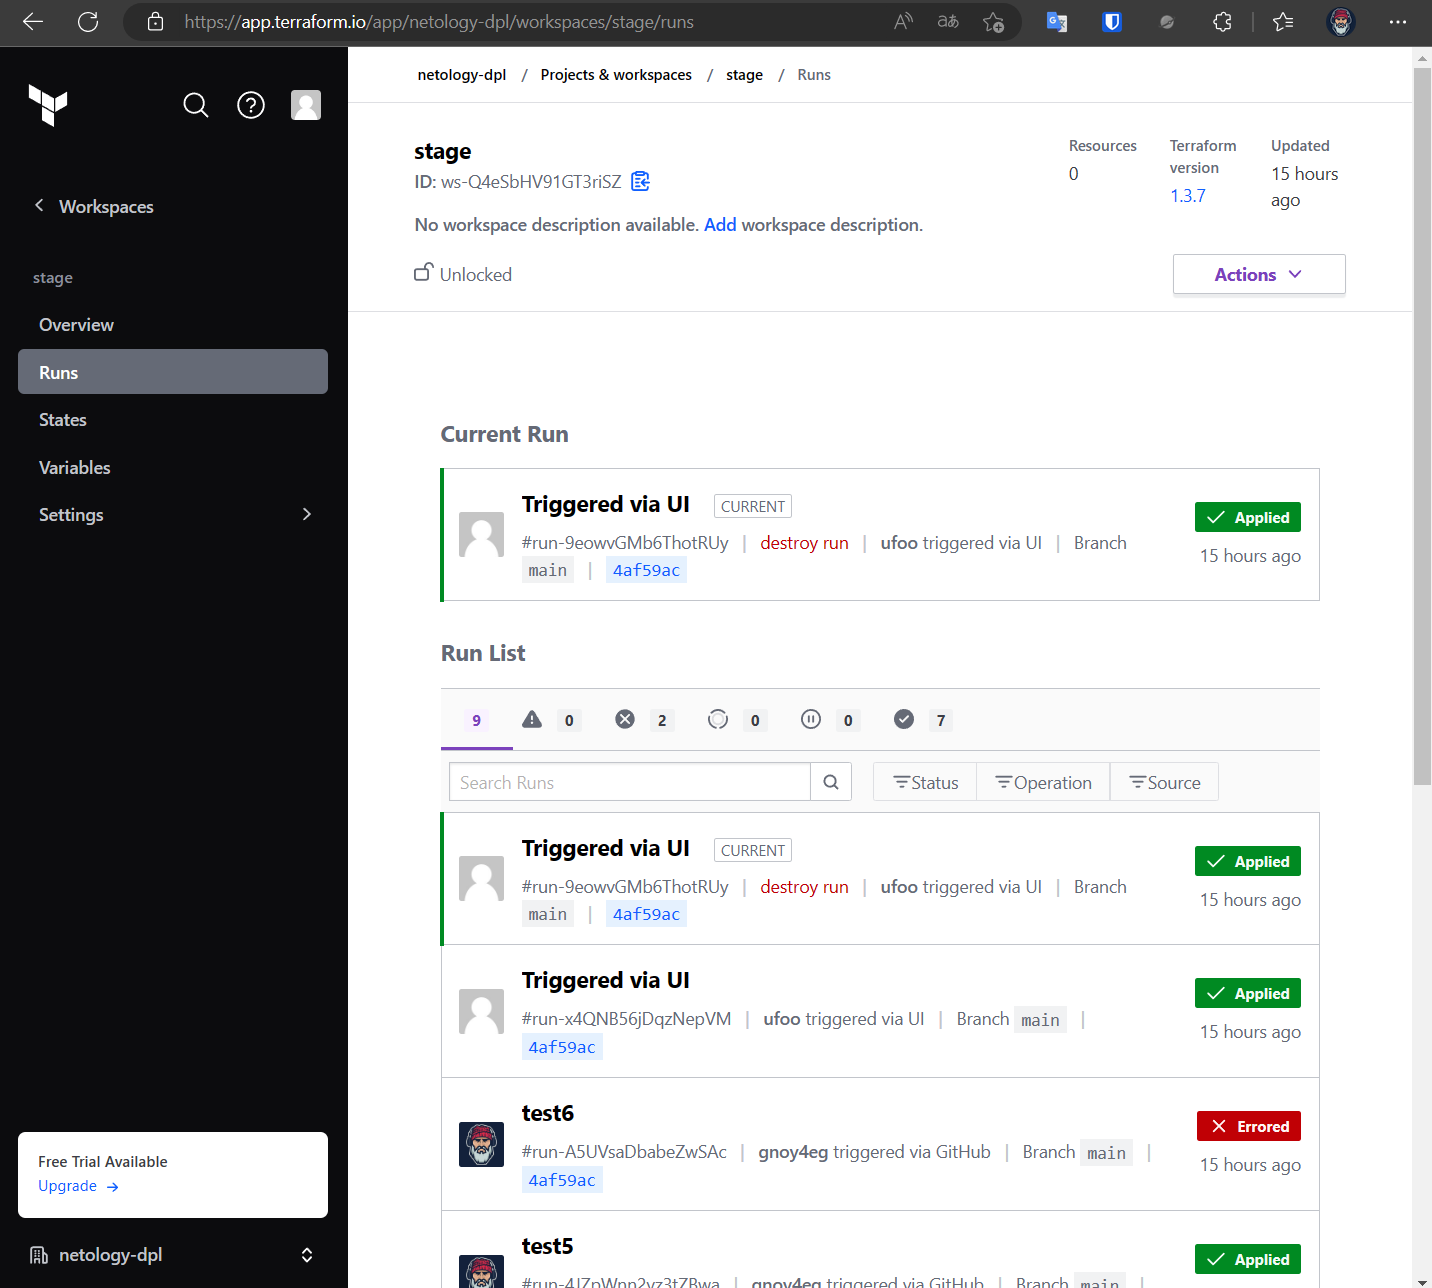 https://app.terraform.io/app/netology-dpl/workspaces/stage/runs
netology-dpl / Projects & workspaces / stage / Runs
stage
ID: ws-Q4eSbHV91GT3riSZ
No workspace description available. Add workspace description.
Unlocked
Resources
0
Terraform version
1.3.7
Updated
15 hours ago
Actions
Workspaces
stage
Overview
Runs
States
Variables
Settings
Free Trial Available
Upgrade →
netology-dpl
Current Run
Triggered via UI CURRENT
#run-9eowvGMb6ThotRUy | destroy run | ufoo triggered via UI | Branch
main | 4af59ac
Applied
15 hours ago
Run List
9 0 2 0 0 7
Search Runs
Status Operation Source
Triggered via UI CURRENT
#run-9eowvGMb6ThotRUy | destroy run | ufoo triggered via UI | Branch
main | 4af59ac
Applied
15 hours ago
Triggered via UI
#run-x4QNB56jDqzNepVM | ufoo triggered via UI | Branch main |
4af59ac
Applied
15 hours ago
test6
#run-A5UVsaDbabeZwSAc | gnoy4eg triggered via GitHub | Branch main |
4af59ac
Errored
15 hours ago
test5
gnoy4eg triggered via GitHub | Branch main |
Applied